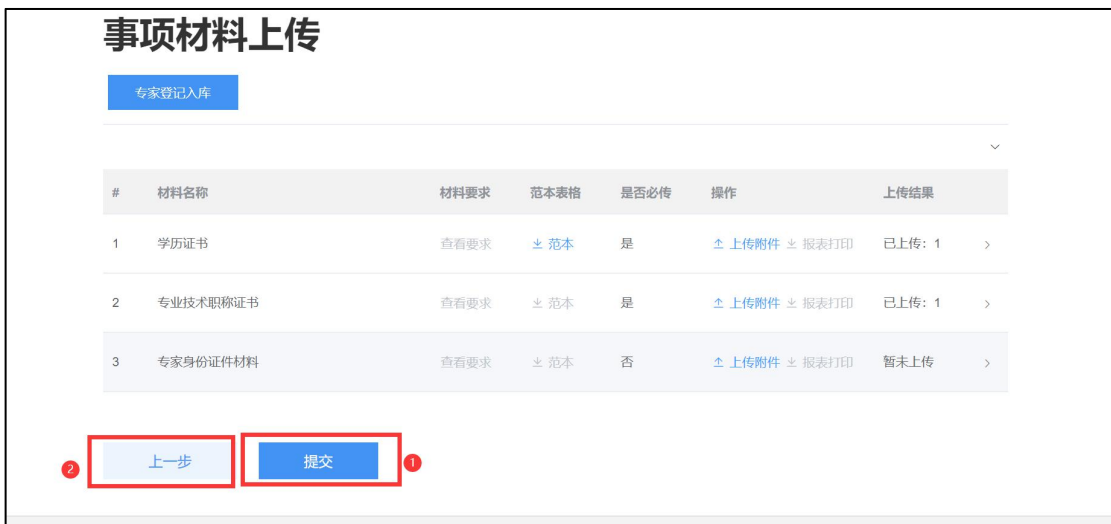 事项材料上传
专家登记入库
# 材料名称 材料要求 范本表格 是否必传 操作 上传结果
1 学历证书 查看要求 范本 是 上传附件 报表打印 已上传: 1
2 专业技术职称证书 查看要求 范本 是 上传附件 报表打印 已上传: 1
3 专家身份证件材料 查看要求 范本 否 上传附件 报表打印 暂未上传
2 上一步 提交 1